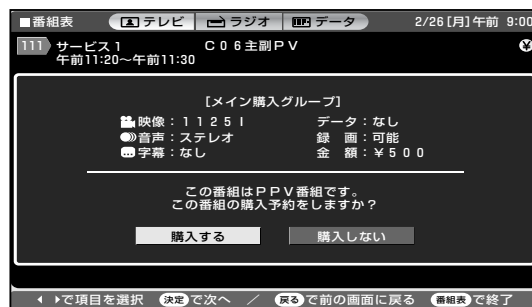 ■番組表 テレビ ラジオ データ 2/26[月]午前 9:00
111 サービス1 C06主副PV ¥
午前11:20～午前11:30
[メイン購入グループ]
映像：1125I データ：なし
音声：ステレオ 録 画：可能
字幕：なし 金 額：￥500
この番組はPPV番組です。
この番組の購入予約をしますか？
購入する 購入しない
で項目を選択 決定で次へ ／ 戻るで前の画面に戻る 番組表で終了